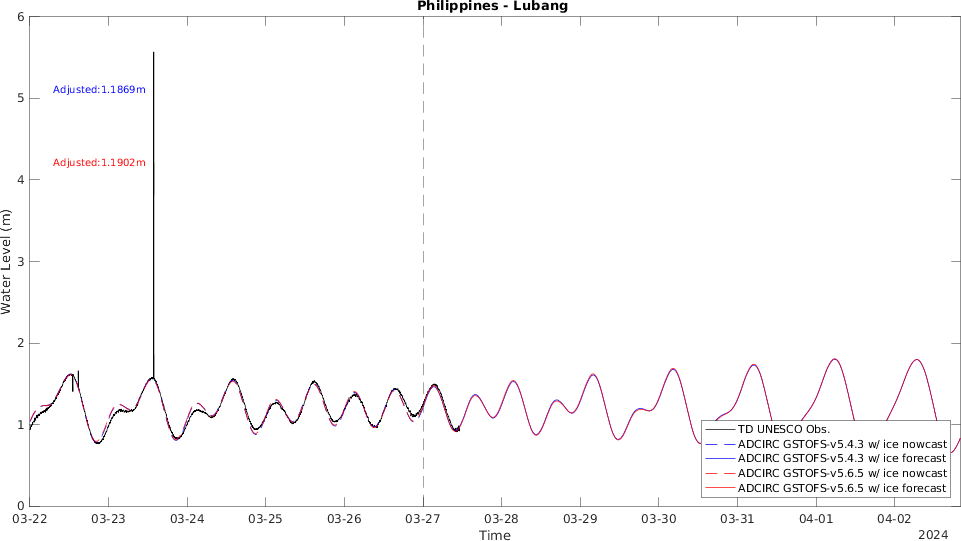 Philippines - Lubang
6
5
4
3
2
1
0
Water Level (m)
Adjusted:1.1869m
Adjusted:1.1902m
TD UNESCO Obs.
ADCIRC GSTOFS-v5.4.3 w/ ice nowcast
ADCIRC GSTOFS-v5.4.3 w/ ice forecast
ADCIRC GSTOFS-v5.6.5 w/ ice nowcast
ADCIRC GSTOFS-v5.6.5 w/ ice forecast
03-22 03-23 03-24 03-25 03-26 03-27 03-28 03-29 03-30 03-31 04-01 04-02
Time
2024